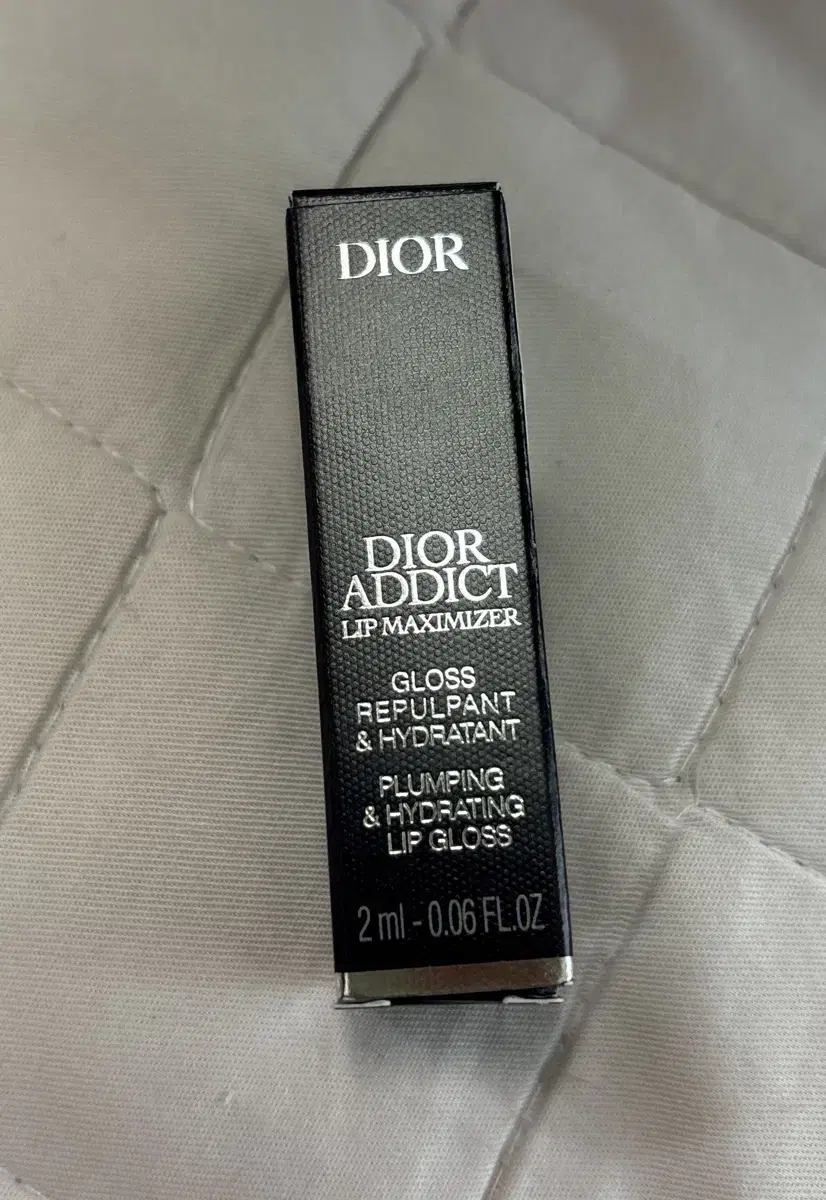 DIOR
DIOR
ADDICT
LIP MAXIMIZER
GLOSS
REPULPANT
& HYDRATANT
PLUMPING
& HYDRATING
LIP GLOSS
2 ml - 0.06 FL.OZ